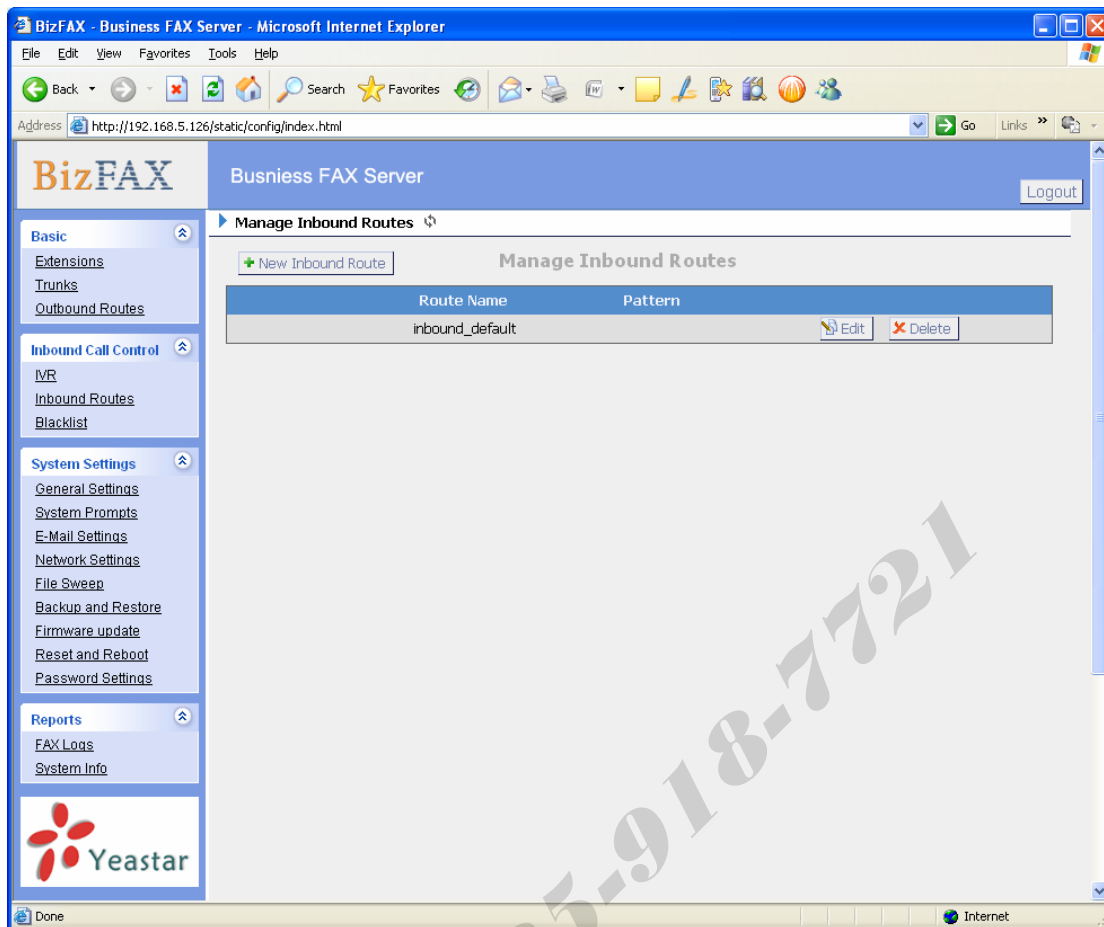 BizFAX - Business FAX Server - Microsoft Internet Explorer
File Edit View Favorites Tools Help
Back Search Favorites
Address http://192.168.5.126/static/config/index.html Go Links »
BizFAX
Busniess FAX Server
Logout
Manage Inbound Routes
Basic
Extensions
Trunks
Outbound Routes
Inbound Call Control
IVR
Inbound Routes
Blacklist
System Settings
General Settings
System Prompts
E-Mail Settings
Network Settings
File Sweep
Backup and Restore
Firmware update
Reset and Reboot
Password Settings
Reports
FAX Logs
System Info
Yeastar
New Inbound Route
Manage Inbound Routes
Route Name Pattern
inbound_default Edit Delete
5-918-7721
Done Internet